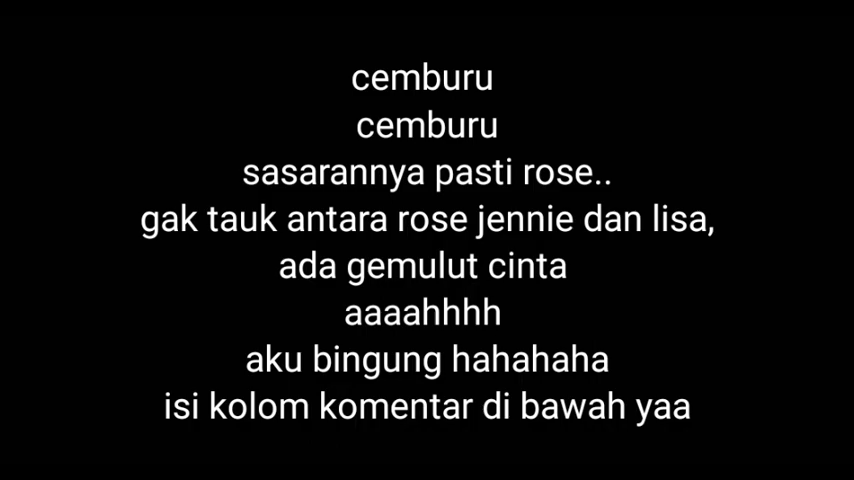 cemburu
cemburu
sasarannya pasti rose..
gak tauk antara rose jennie dan lisa,
ada gemulut cinta
aaaahhhh
aku bingung hahahaha
isi kolom komentar di bawah yaa